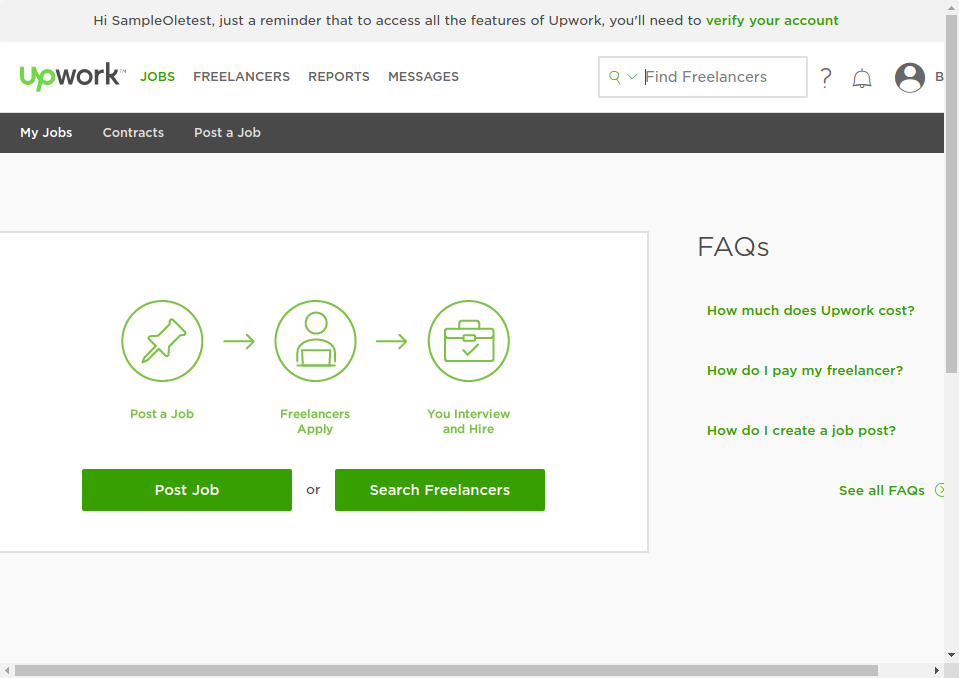 Hi SampleOletest, just a reminder that to access all the features of Upwork, you'll need to verify your account
upwork™ JOBS FREELANCERS REPORTS MESSAGES Find Freelancers ? B
My Jobs Contracts Post a Job
FAQs
How much does Upwork cost?
How do I pay my freelancer?
How do I create a job post?
See all FAQs
Post a Job
Freelancers
Apply
You Interview
and Hire
Post Job or Search Freelancers